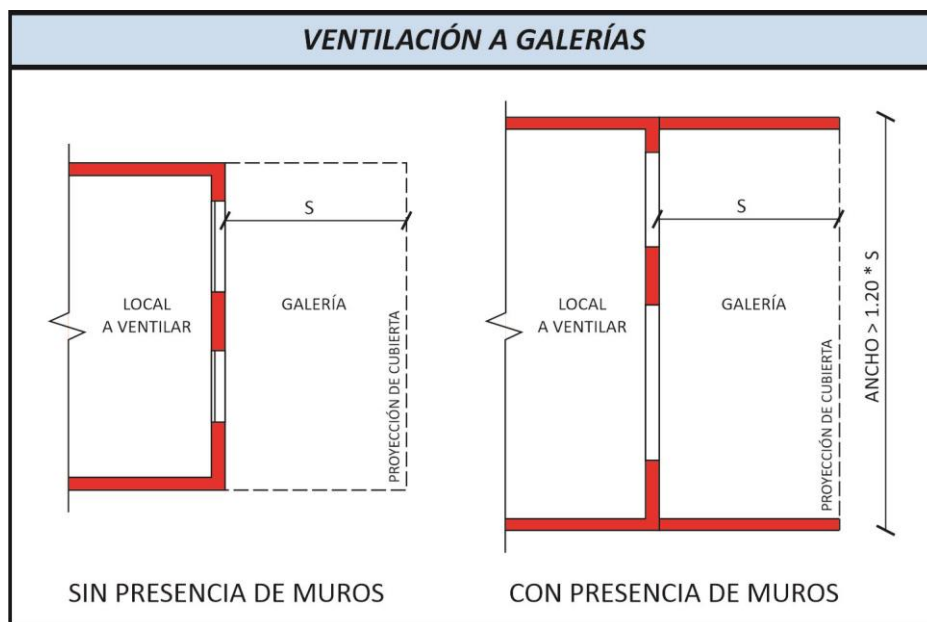 VENTILACIÓN A GALERÍAS
S
LOCAL
A VENTILAR
GALERÍA
PROYECCIÓN DE CUBIERTA
SIN PRESENCIA DE MUROS
S
LOCAL
A VENTILAR
GALERÍA
PROYECCIÓN DE CUBIERTA
ANCHO > 1.20 * S
CON PRESENCIA DE MUROS